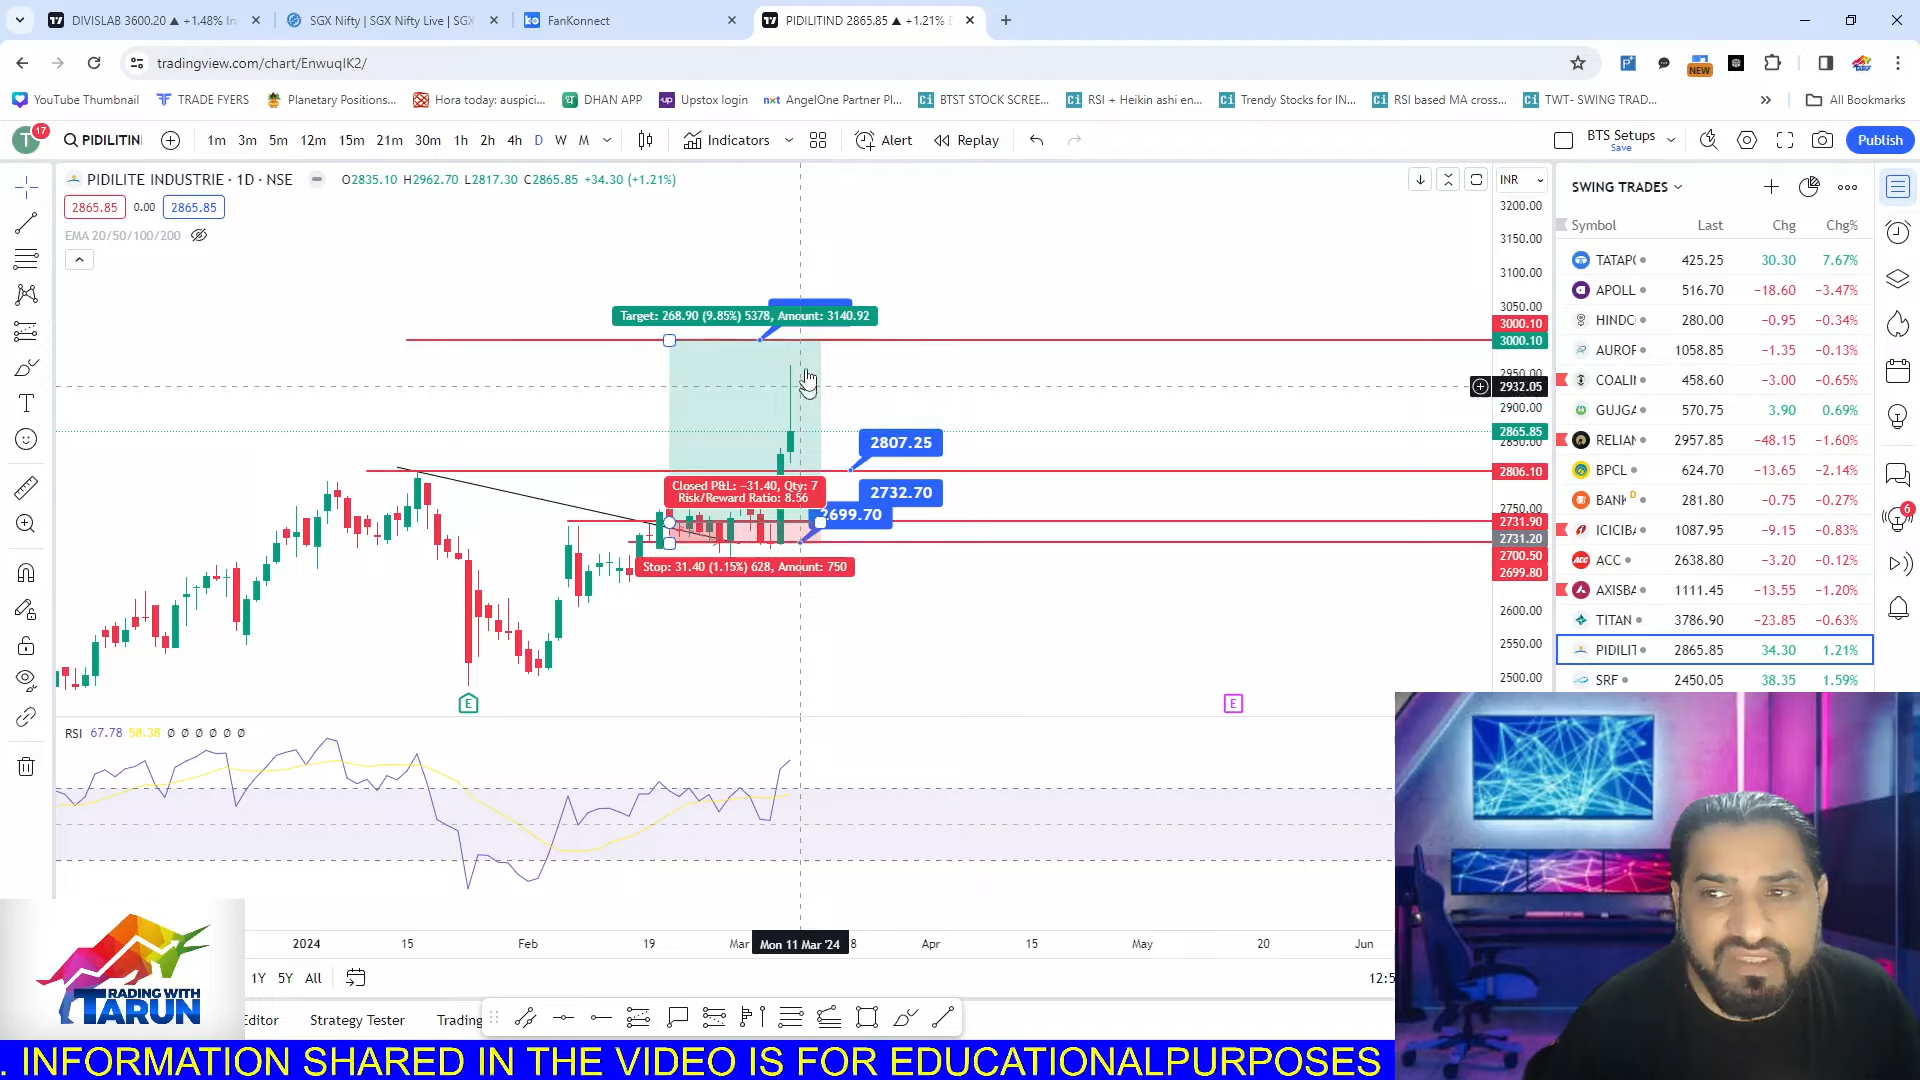 DIVISLAB 3600.20 ▲ +1.48% In
SGX Nifty | SGX Nifty Live | SGX
FanKonnect
PIDILITIND 2865.85 ▲ +1.21%
tradingview.com/chart/EnwuqIK2/
NEW
YouTube Thumbnail
TRADE FYERS
Planetary Positions...
Hora today: auspici...
DHAN APP
Upstox login
AngelOne Partner Pl...
BTST STOCK SCREE...
RSI + Heikin ashi en...
Trendy Stocks for IN...
RSI based MA cross...
TWT- SWING TRAD...
All Bookmarks
T 17
PIDILITIN
1m 3m 5m 12m 15m 21m 30m 1h 2h 4h D W M
Indicators
Alert
Replay
BTS Setups
Save
Publish
PIDILITE INDUSTRIE · 1D · NSE
O2835.10 H2962.70 L2817.30 C2865.85 +34.30 (+1.21%)
2865.85 0.00 2865.85
EMA 20/50/100/200
INR
3200.00
3150.00
3100.00
3050.00
3000.10
3000.10
2950.00
2932.05
2900.00
2865.85
2850.00
2806.10
2750.00
2731.90
2731.20
2700.50
2699.80
2600.00
2550.00
2500.00
Target: 268.90 (9.85%) 5378, Amount: 3140.92
2807.25
Closed P&L: −31.40, Qty: 7
Risk/Reward Ratio: 8.56
2732.70
2699.70
Stop: 31.40 (1.15%) 628, Amount: 750
E
E
RSI 67.78 58.38 Ø Ø Ø Ø Ø Ø
2024 15 Feb 19 Mar Mon 11 Mar '24 8 Apr 15 May 20 Jun
1Y 5Y All
12:5
Editor
Strategy Tester
Trading
SWING TRADES
Symbol Last Chg Chg%
TATAPO 425.25 30.30 7.67%
APOLL 516.70 −18.60 −3.47%
HINDC 280.00 −0.95 −0.34%
AUROF 1058.85 −1.35 −0.13%
COALIN 458.60 −3.00 −0.65%
GUJGA 570.75 3.90 0.69%
RELIAN 2957.85 −48.15 −1.60%
BPCL 624.70 −13.65 −2.14%
BANK D 281.80 −0.75 −0.27%
ICICIBA 1087.95 −9.15 −0.83%
ACC 2638.80 −3.20 −0.12%
AXISBA 1111.45 −13.55 −1.20%
TITAN 3786.90 −23.85 −0.63%
PIDILIT 2865.85 34.30 1.21%
SRF 2450.05 38.35 1.59%
6
TRADING WITH
TARUN
. INFORMATION SHARED IN THE VIDEO IS FOR EDUCATIONALPURPOSES